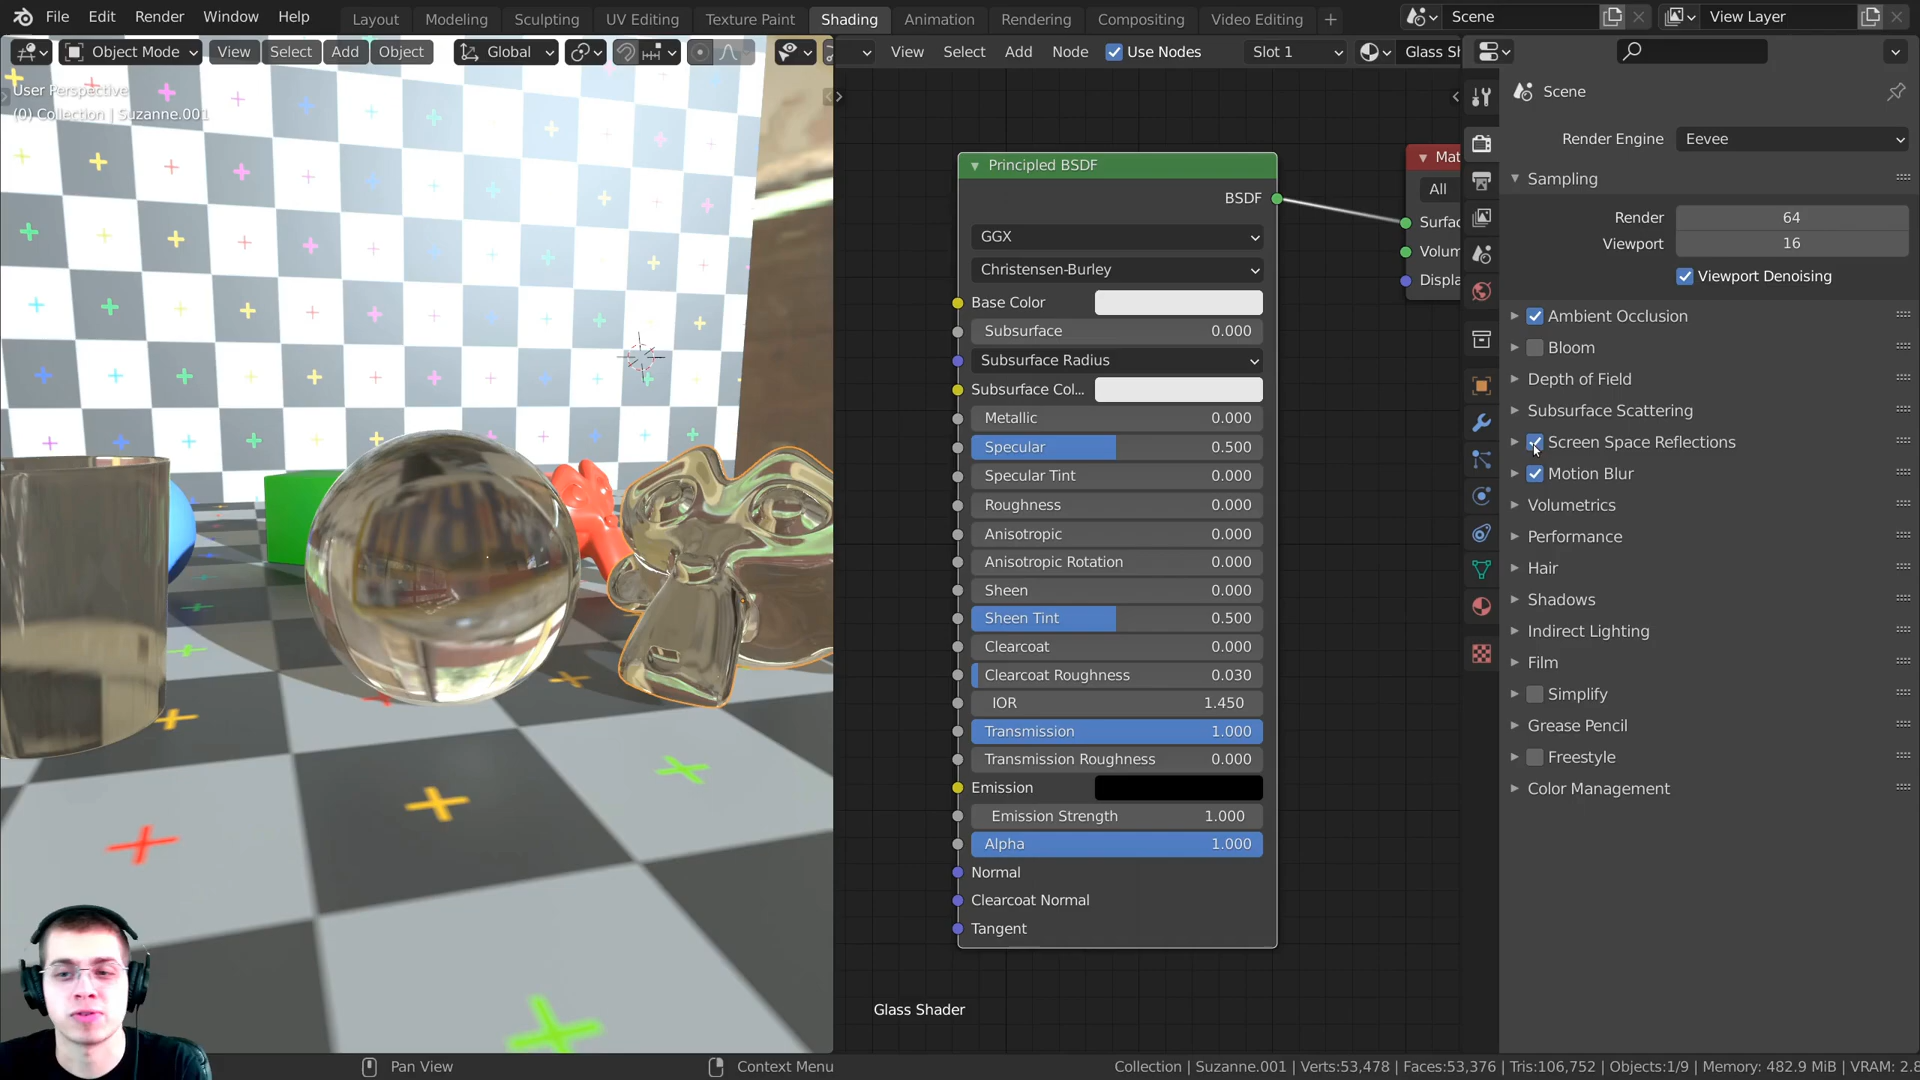 File Edit Render Window Help Layout Modeling Sculpting UV Editing Texture Paint Shading Animation Rendering Compositing Video Editing Scene View Layer
Object Mode View Select Add Object Global View Select Add Node Use Nodes Slot 1 Glass Sh
User Perspective
(0) Collection | Suzanne.001
Principled BSDF
BSDF
GGX
Christensen-Burley
Base Color
Subsurface 0.000
Subsurface Radius
Subsurface Col...
Metallic 0.000
Specular 0.500
Specular Tint 0.000
Roughness 0.000
Anisotropic 0.000
Anisotropic Rotation 0.000
Sheen 0.000
Sheen Tint 0.500
Clearcoat 0.000
Clearcoat Roughness 0.030
IOR 1.450
Transmission 1.000
Transmission Roughness 0.000
Emission
Emission Strength 1.000
Alpha 1.000
Normal
Clearcoat Normal
Tangent
Glass Shader
Mat
All
Surfac
Volum
Displa
Scene
Render Engine Eevee
Sampling
Render 64
Viewport 16
Viewport Denoising
Ambient Occlusion
Bloom
Depth of Field
Subsurface Scattering
Screen Space Reflections
Motion Blur
Volumetrics
Performance
Hair
Shadows
Indirect Lighting
Film
Simplify
Grease Pencil
Freestyle
Color Management
Pan View Context Menu Collection | Suzanne.001 | Verts:53,478 | Faces:53,376 | Tris:106,752 | Objects:1/9 | Memory: 482.9 MiB | VRAM: 2.8